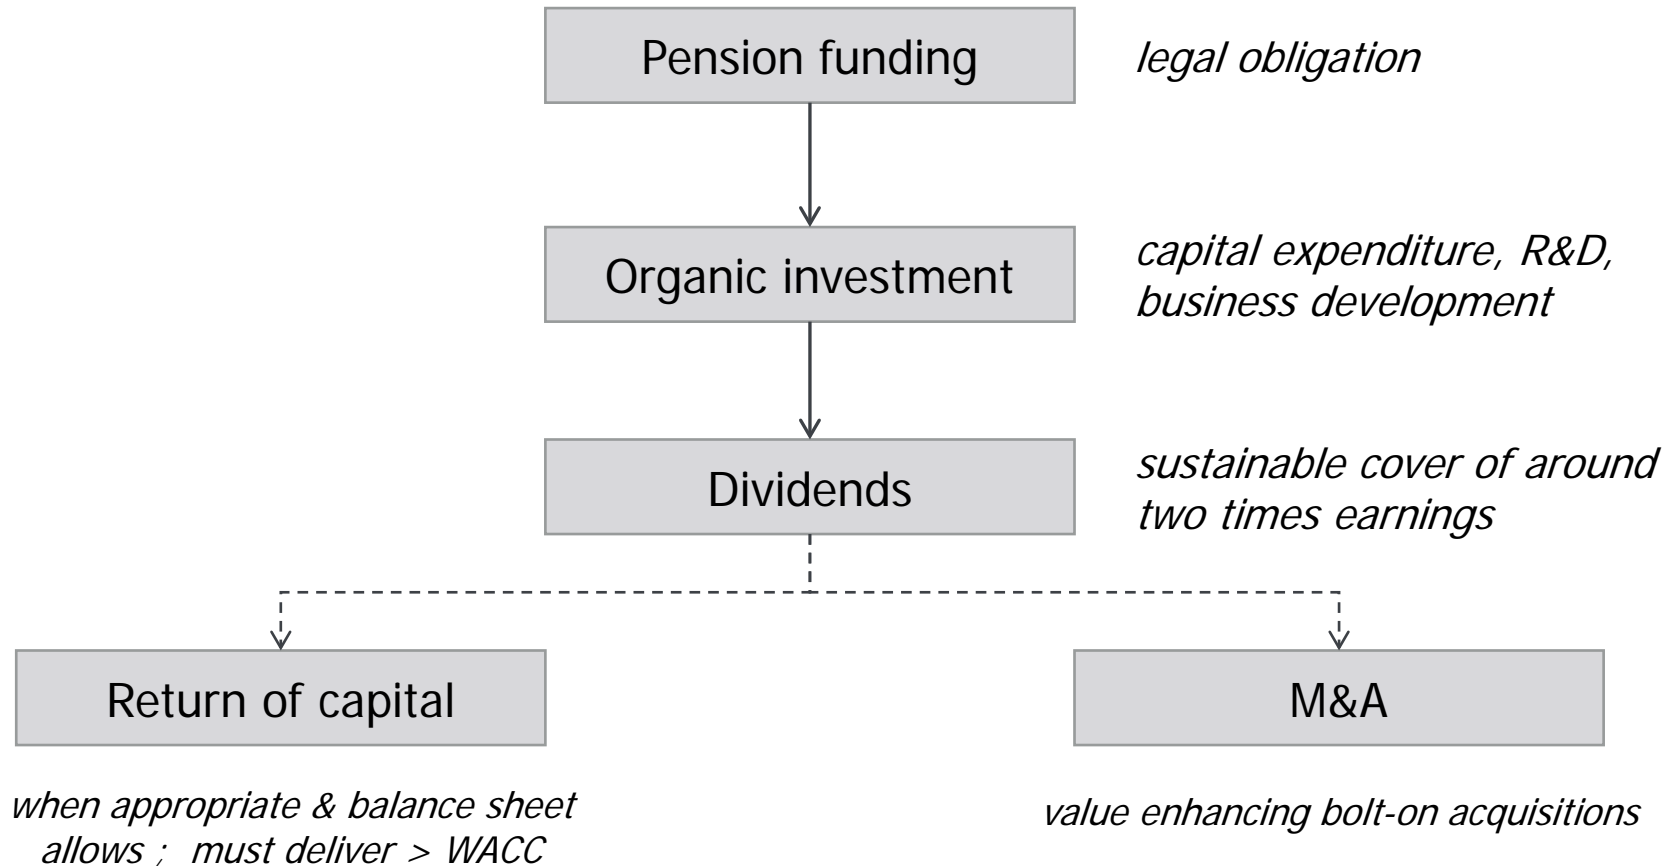 Pension funding
legal obligation
Organic investment
capital expenditure, R&D,
business development
Dividends
sustainable cover of around
two times earnings
Return of capital
when appropriate & balance sheet
allows ; must deliver > WACC
M&A
value enhancing bolt-on acquisitions